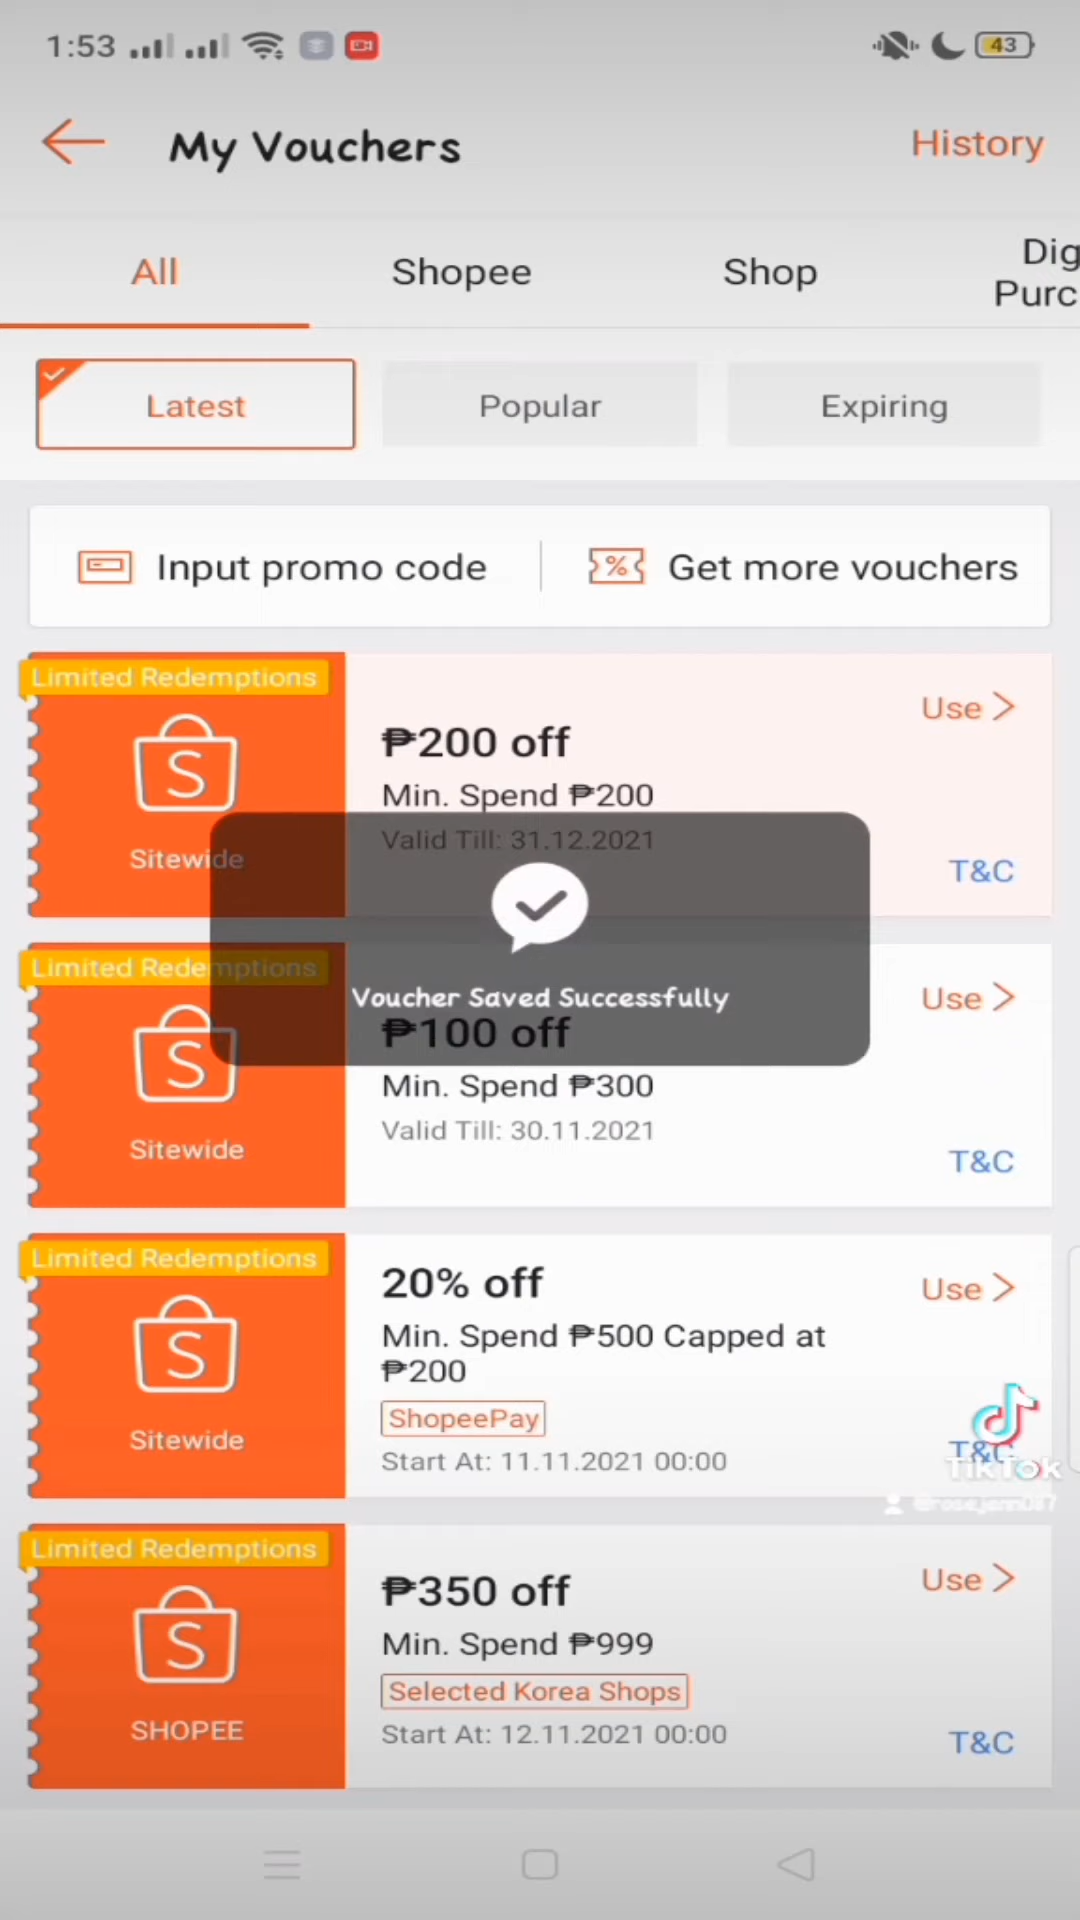 1:53
43
My Vouchers
History
All
Shopee
Shop
Dig
Purc
Latest
Popular
Expiring
Input promo code
Get more vouchers
Limited Redemptions
Sitewide
₱200 off
Min. Spend ₱200
Valid Till: 31.12.2021
Use
T&C
Voucher Saved Successfully
Limited Redemptions
Sitewide
₱100 off
Min. Spend ₱300
Valid Till: 30.11.2021
Use
T&C
Limited Redemptions
Sitewide
20% off
Min. Spend ₱500 Capped at
₱200
ShopeePay
Start At: 11.11.2021 00:00
Use
T&C
TikTok
Limited Redemptions
SHOPEE
₱350 off
Min. Spend ₱999
Selected Korea Shops
Start At: 12.11.2021 00:00
Use
T&C